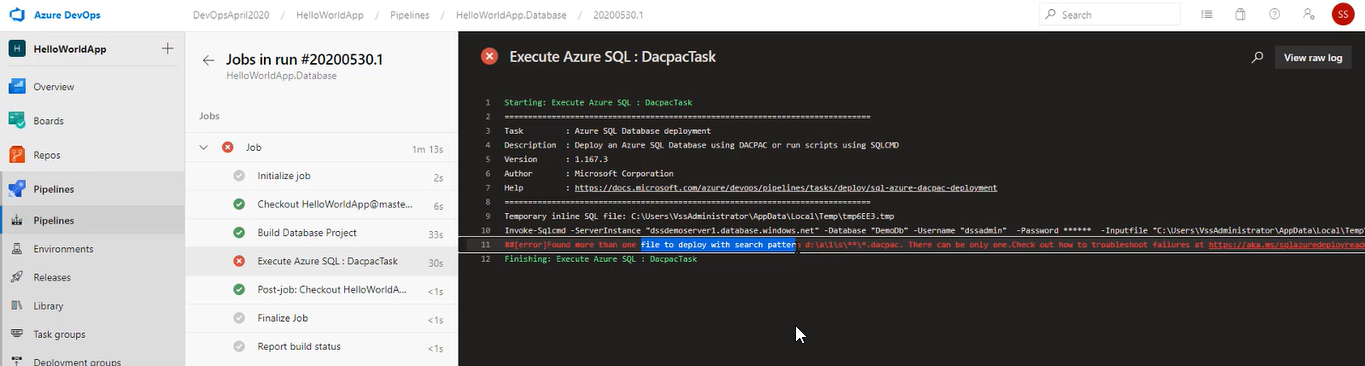 Azure DevOps
DevOpsApril2020 / HelloWorldApp / Pipelines / HelloWorldApp.Database / 20200530.1
Search
SS
H HelloWorldApp
Overview
Boards
Repos
Pipelines
Pipelines
Environments
Releases
Library
Task groups
Deployment groups
Jobs in run #20200530.1
HelloWorldApp.Database
Jobs
Job 1m 13s
Initialize job 2s
Checkout HelloWorldApp@maste... 6s
Build Database Project 33s
Execute Azure SQL : DacpacTask 30s
Post-job: Checkout HelloWorldA... <1s
Finalize Job <1s
Report build status <1s
Execute Azure SQL : DacpacTask
View raw log
1 Starting: Execute Azure SQL : DacpacTask
2 ==============================================================================
3 Task : Azure SQL Database deployment
4 Description : Deploy an Azure SQL Database using DACPAC or run scripts using SQLCMD
5 Version : 1.167.3
6 Author : Microsoft Corporation
7 Help : https://docs.microsoft.com/azure/devops/pipelines/tasks/deploy/sql-azure-dacpac-deployment
8 ==============================================================================
9 Temporary inline SQL file: C:\Users\VssAdministrator\AppData\Local\Temp\tmp6EE3.tmp
10 Invoke-Sqlcmd -ServerInstance "dssdemoserver1.database.windows.net" -Database "DemoDb" -Username "dssadmin" -Password ****** -Inputfile "C:\Users\VssAdministrator\AppData\Local\Temp
11 ##[error]Found more than one file to deploy with search pattern d:\a\1\s\**\*.dacpac. There can be only one.Check out how to troubleshoot failures at https://aka.ms/sqlazuredeployread
12 Finishing: Execute Azure SQL : DacpacTask